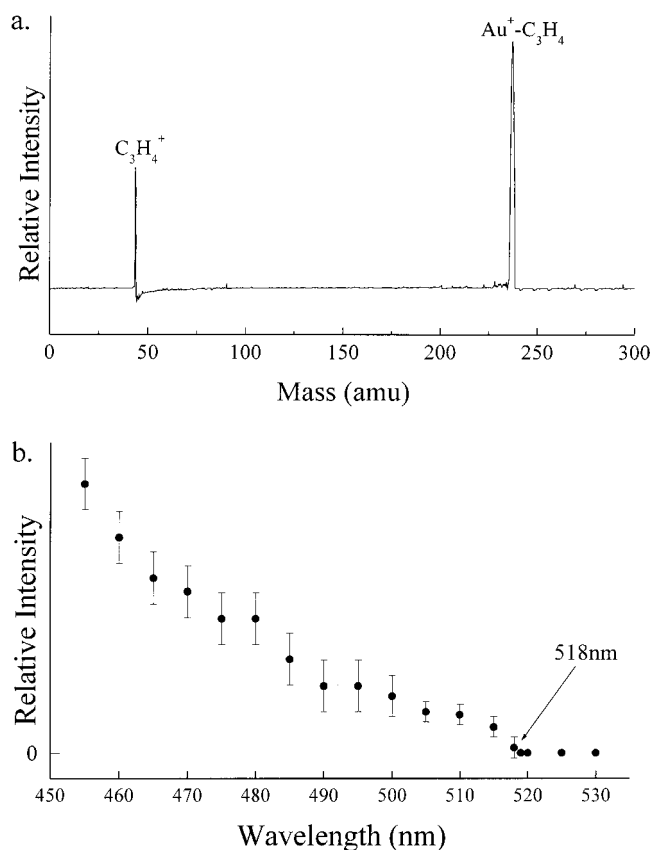 a.
Au⁺-C₃H₄
C₃H₄⁺
Relative Intensity
0 50 100 150 200 250 300
Mass (amu)
b.
Relative Intensity
518nm
0
450 460 470 480 490 500 510 520 530
Wavelength (nm)